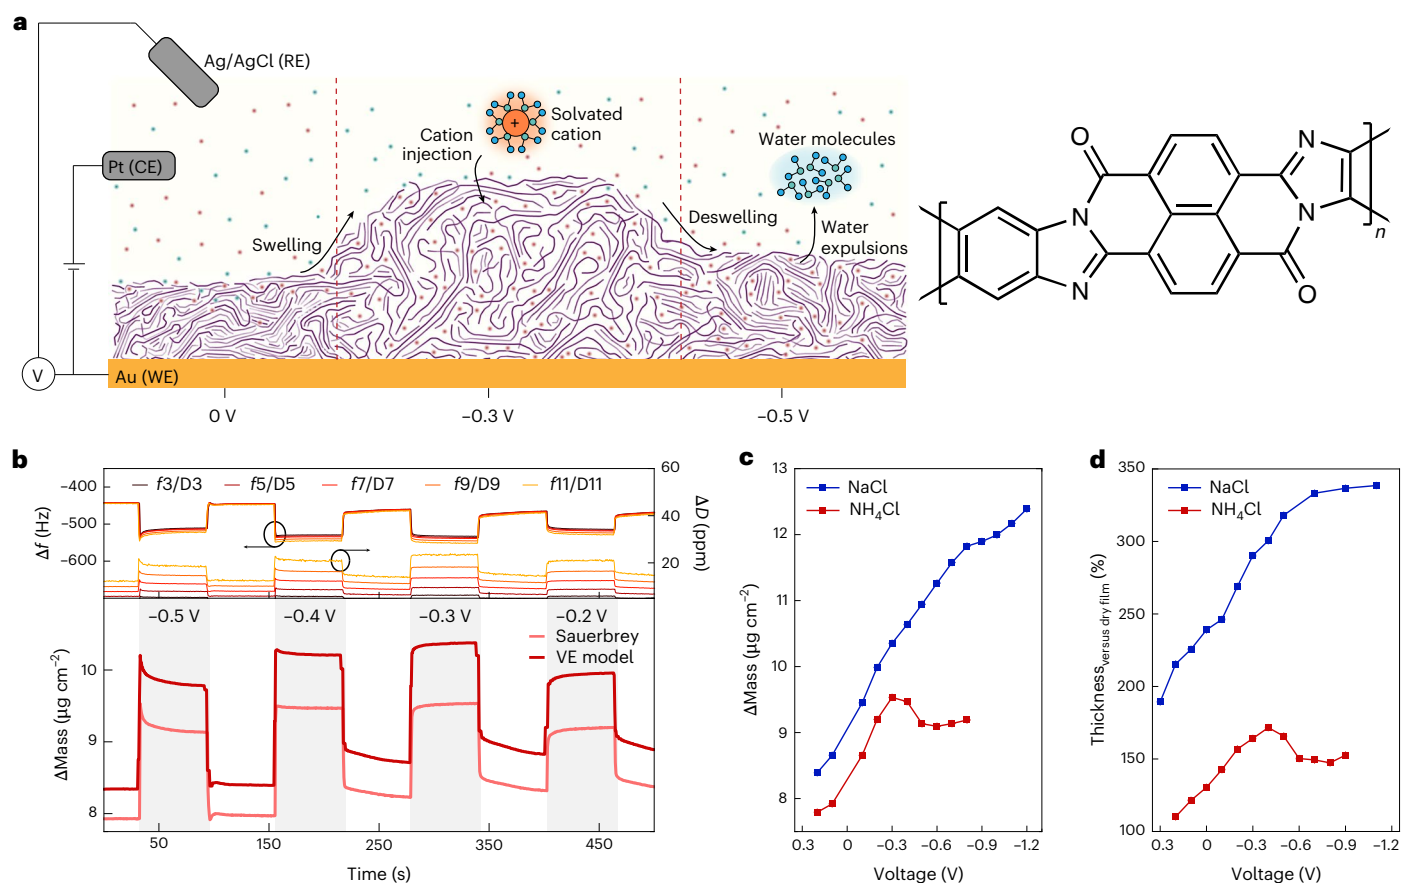 a
Ag/AgCl (RE)
Pt (CE)
V
Au (WE)
Swelling
Cation
injection
+
Solvated
cation
Deswelling
Water molecules
Water
expulsions
0 V
−0.3 V
−0.5 V
O
N
N
N
N
O
n
b
f3/D3
f5/D5
f7/D7
f9/D9
f11/D11
Δf (Hz)
−400
−500
−600
60
40
20
ΔD (ppm)
−0.5 V
−0.4 V
−0.3 V
−0.2 V
Sauerbrey
VE model
ΔMass (µg cm−2)
10
9
8
50
150
250
350
450
Time (s)
c
NaCl
NH4Cl
ΔMass (µg cm−2)
13
12
11
10
9
8
0.3
0
−0.3
−0.6
−0.9
−1.2
Voltage (V)
d
NaCl
NH4Cl
Thicknessversus dry film (%)
350
300
250
200
150
100
0.3
0
−0.3
−0.6
−0.9
−1.2
Voltage (V)